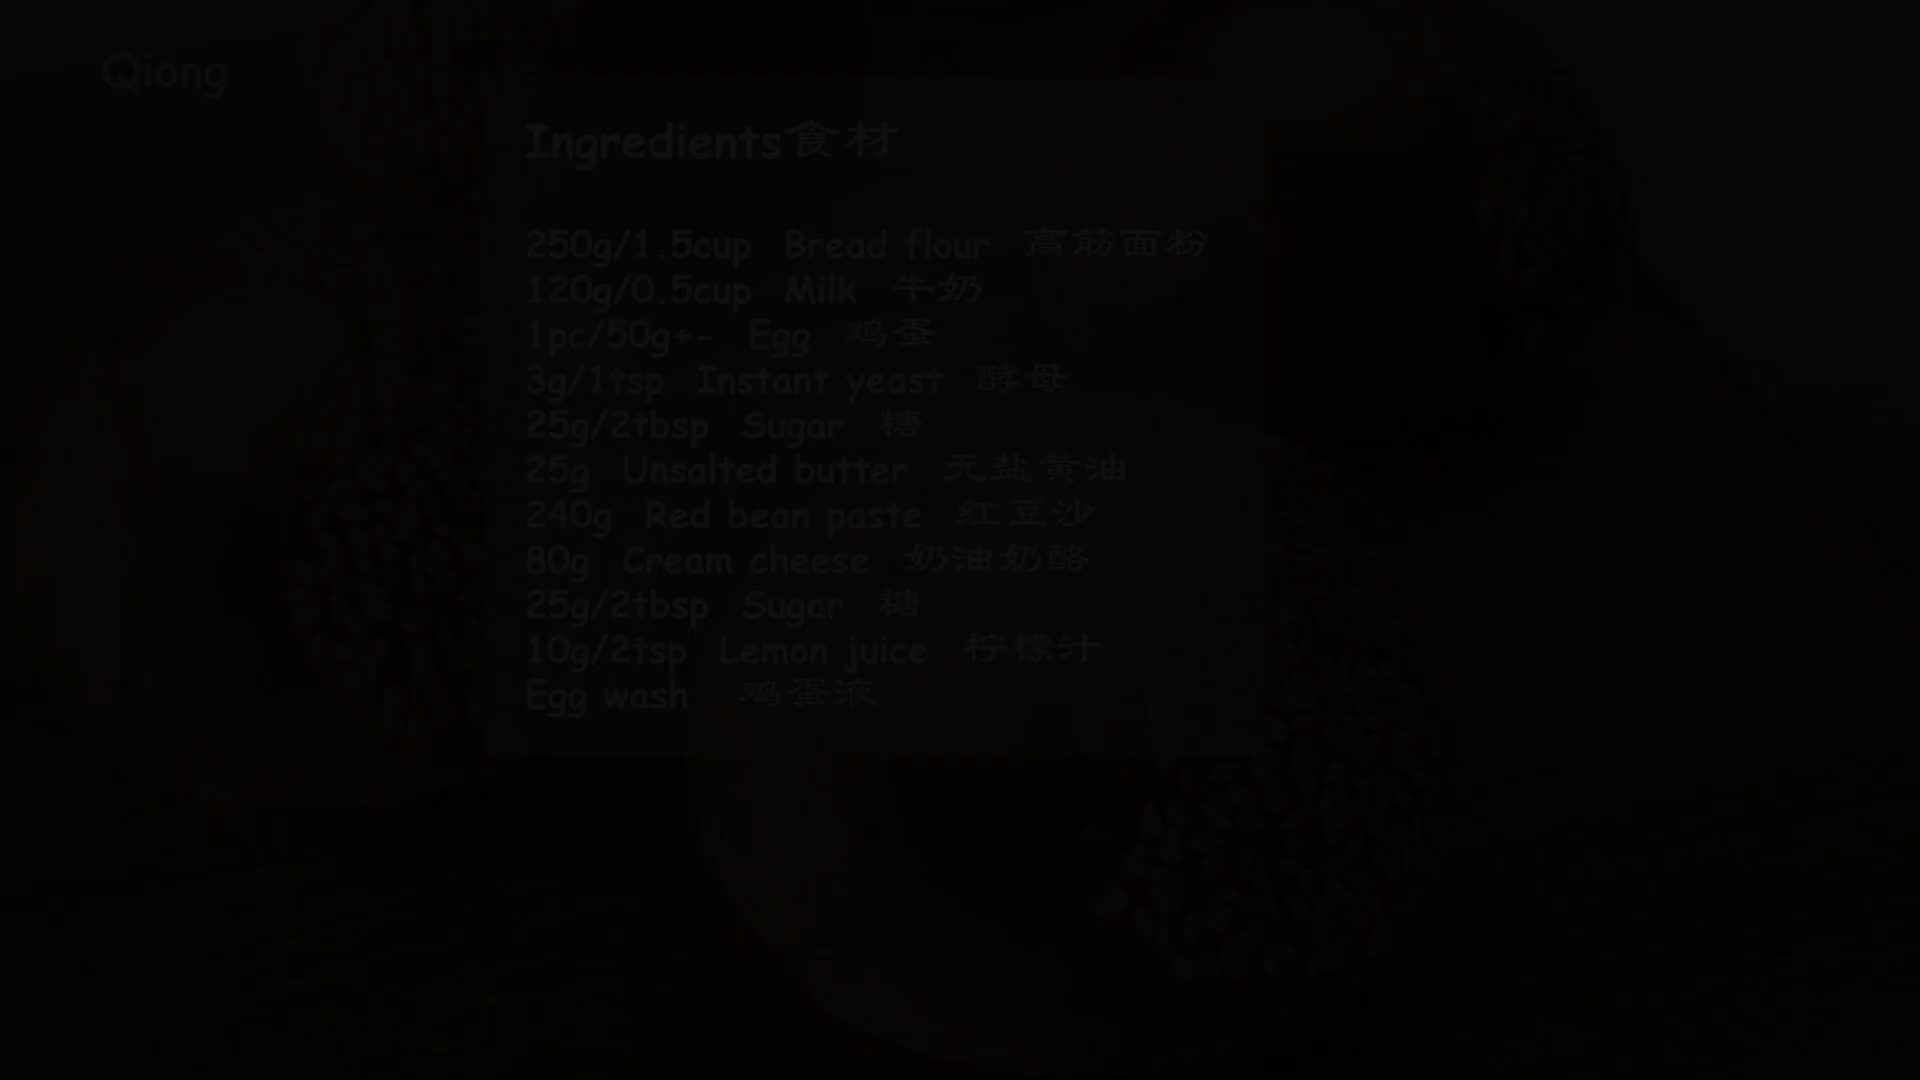 Qiong
Ingredients食材
250g/1.5cup Bread flour 高筋面粉
120g/0.5cup Milk 牛奶
1pc/50g+- Egg 鸡蛋
3g/1tsp Instant yeast 酵母
25g/2tbsp Sugar 糖
25g Unsalted butter 无盐黄油
240g Red bean paste 红豆沙
80g Cream cheese 奶油奶酪
25g/2tbsp Sugar 糖
10g/2tsp Lemon juice 柠檬汁
Egg wash 鸡蛋液